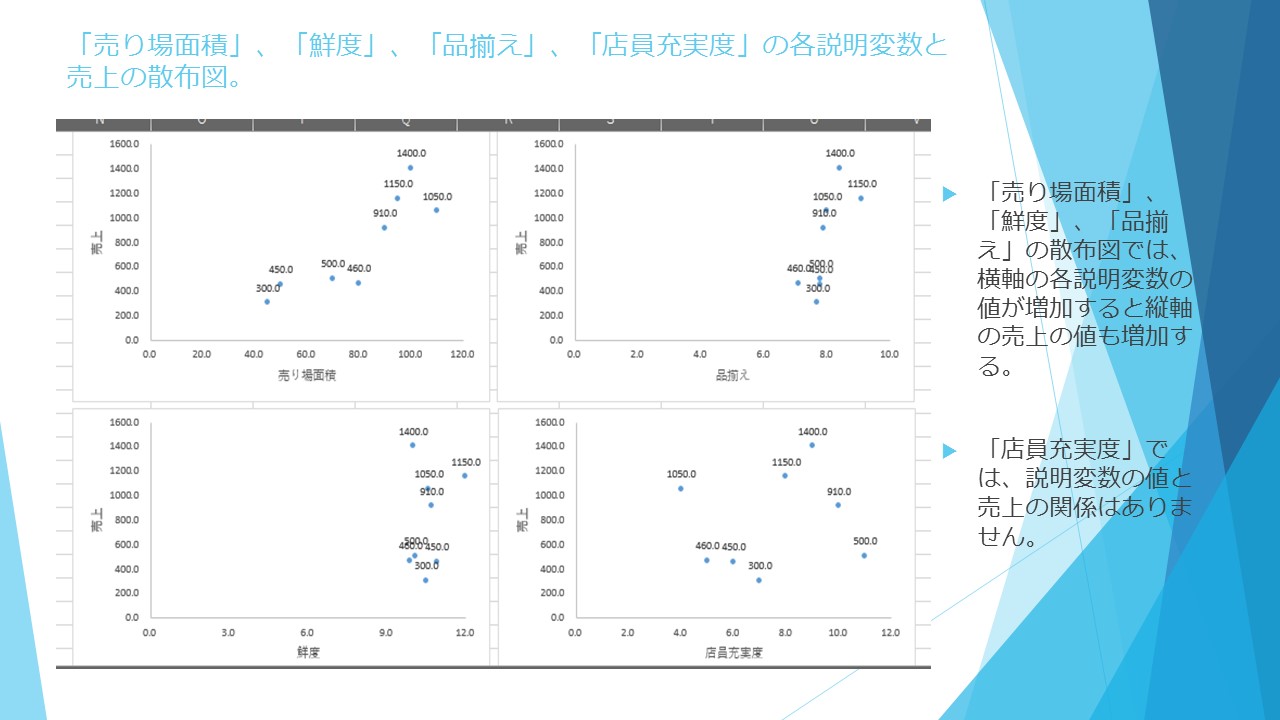 「売り場面積」、「鮮度」、「品揃え」、「店員充実度」の各説明変数と
売上の散布図。
1600.0
1400.0
1200.0
1000.0
800.0
600.0
400.0
200.0
0.0
売上
1400.0
1150.0
1050.0
910.0
500.0
460.0
450.0
300.0
0.0 20.0 40.0 60.0 80.0 100.0 120.0
売り場面積
1600.0
1400.0
1200.0
1000.0
800.0
600.0
400.0
200.0
0.0
売上
1400.0
1150.0
1050.0
910.0
500.0
460.0
450.0
300.0
0.0 2.0 4.0 6.0 8.0 10.0
品揃え
1600.0
1400.0
1200.0
1000.0
800.0
600.0
400.0
200.0
0.0
売上
1400.0
1150.0
1050.0
910.0
500.0
460.0
450.0
300.0
0.0 3.0 6.0 9.0 12.0
鮮度
1600.0
1400.0
1200.0
1000.0
800.0
600.0
400.0
200.0
0.0
売上
1400.0
1150.0
1050.0
910.0
500.0
460.0
450.0
300.0
0.0 2.0 4.0 6.0 8.0 10.0 12.0
店員充実度
「売り場面積」、
「鮮度」、「品揃
え」の散布図では、
横軸の各説明変数の
値が増加すると縦軸
の売上の値も増加す
る。
「店員充実度」で
は、説明変数の値と
売上の関係はありま
せん。